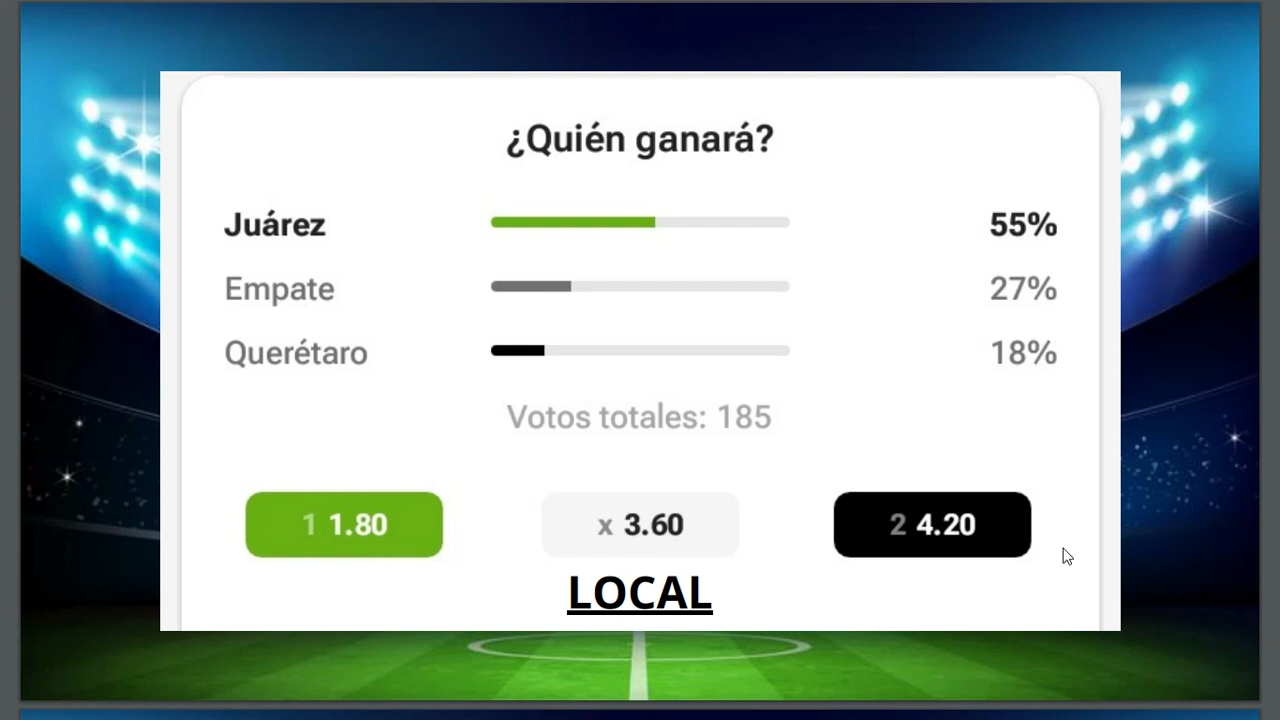 ¿Quién ganará?
Juárez 55%
Empate 27%
Querétaro 18%
Votos totales: 185
1 1.80 x 3.60 2 4.20
LOCAL